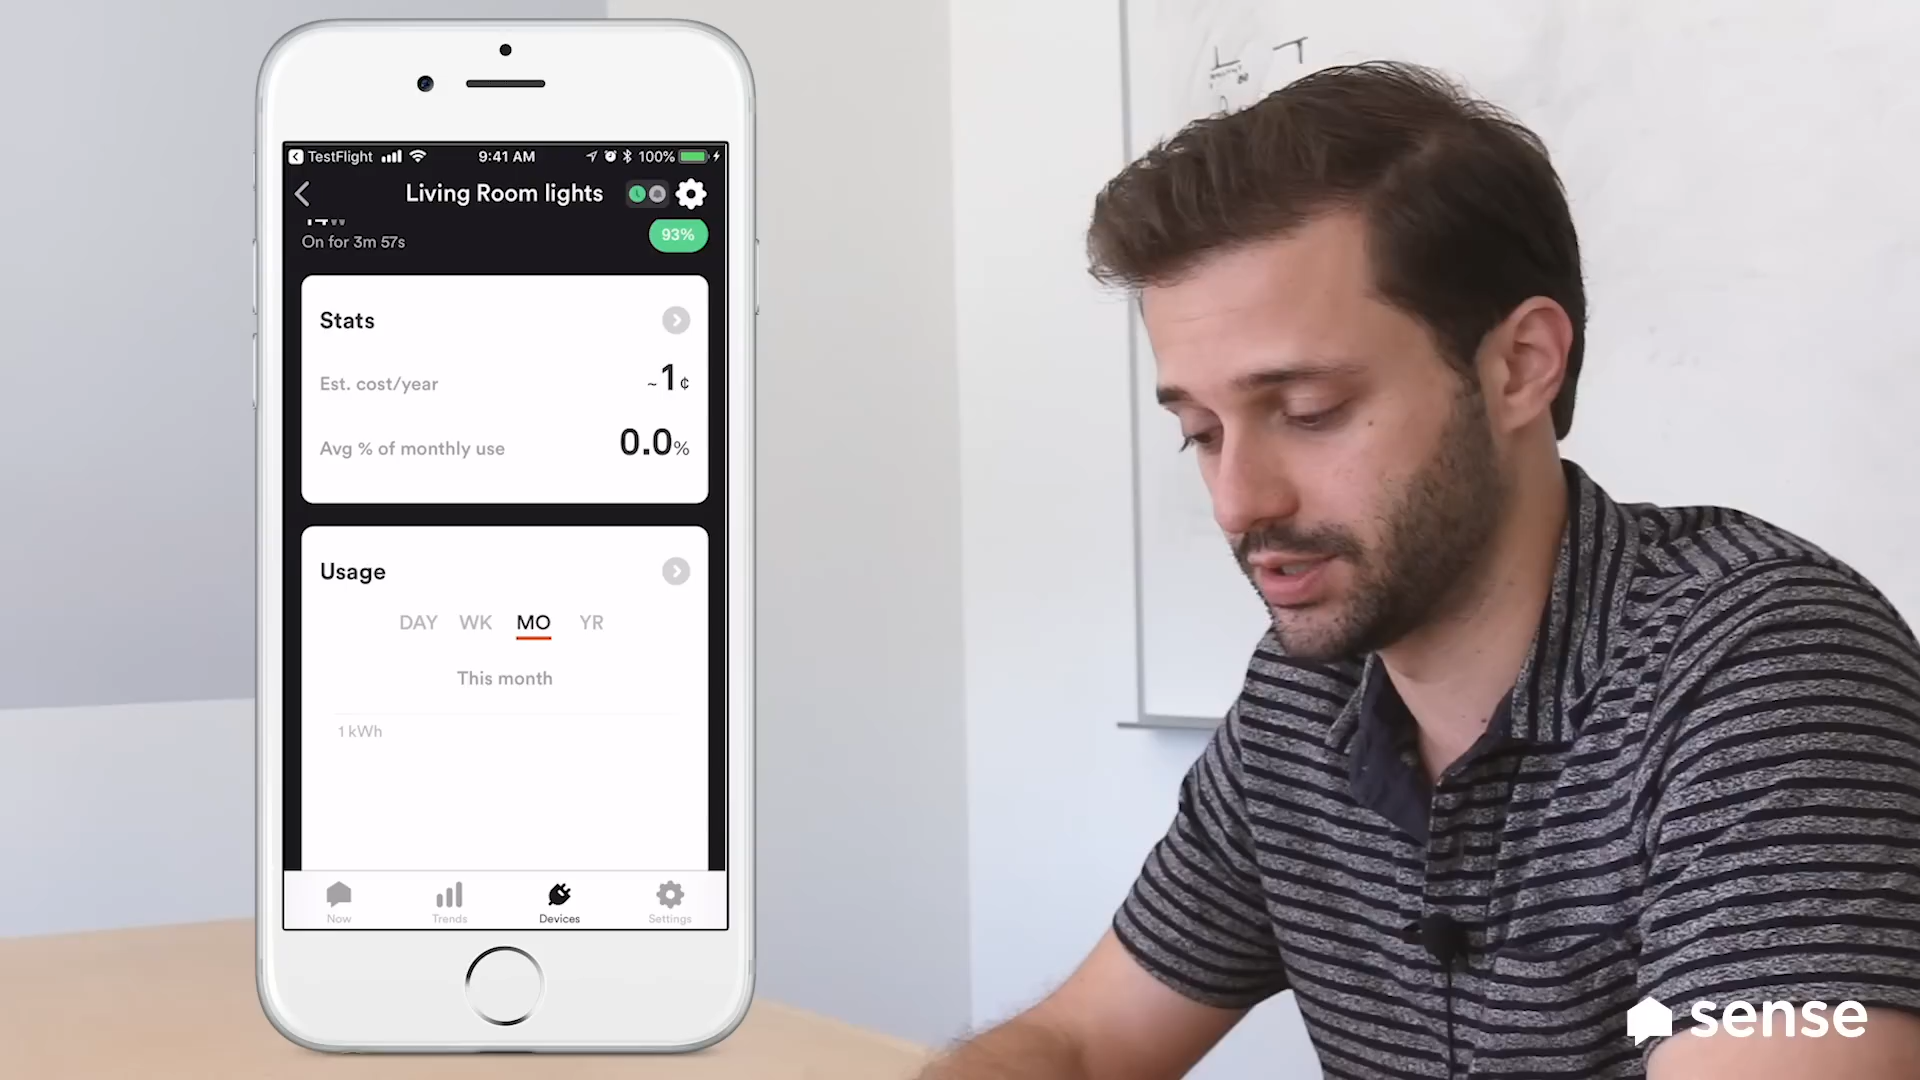 TestFlight 9:41 AM 100%
Living Room lights
On for 3m 57s 93%
Stats
Est. cost/year ~1¢
Avg % of monthly use 0.0%
Usage
DAY WK MO YR
This month
1 kWh
Now Trends Devices Settings
sense